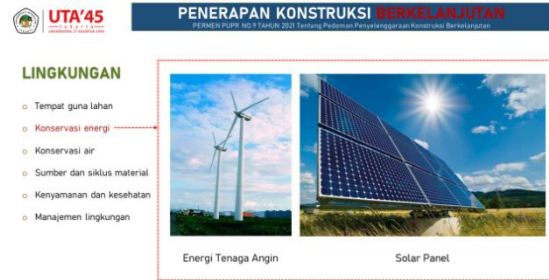 UTA'45
Jakarta
UNIVERSITAS 17 AGUSTUS 1945
PENERAPAN KONSTRUKSI BERKELANJUTAN
PERMEN PUPR NO.9 TAHUN 2021 Tentang Pedoman Penyelenggaraan Konstruksi Berkelanjutan
LINGKUNGAN
Tempat guna lahan
Konservasi energi
Konservasi air
Sumber dan siklus material
Kenyamanan dan kesehatan
Manajemen lingkungan
Energi Tenaga Angin
Solar Panel